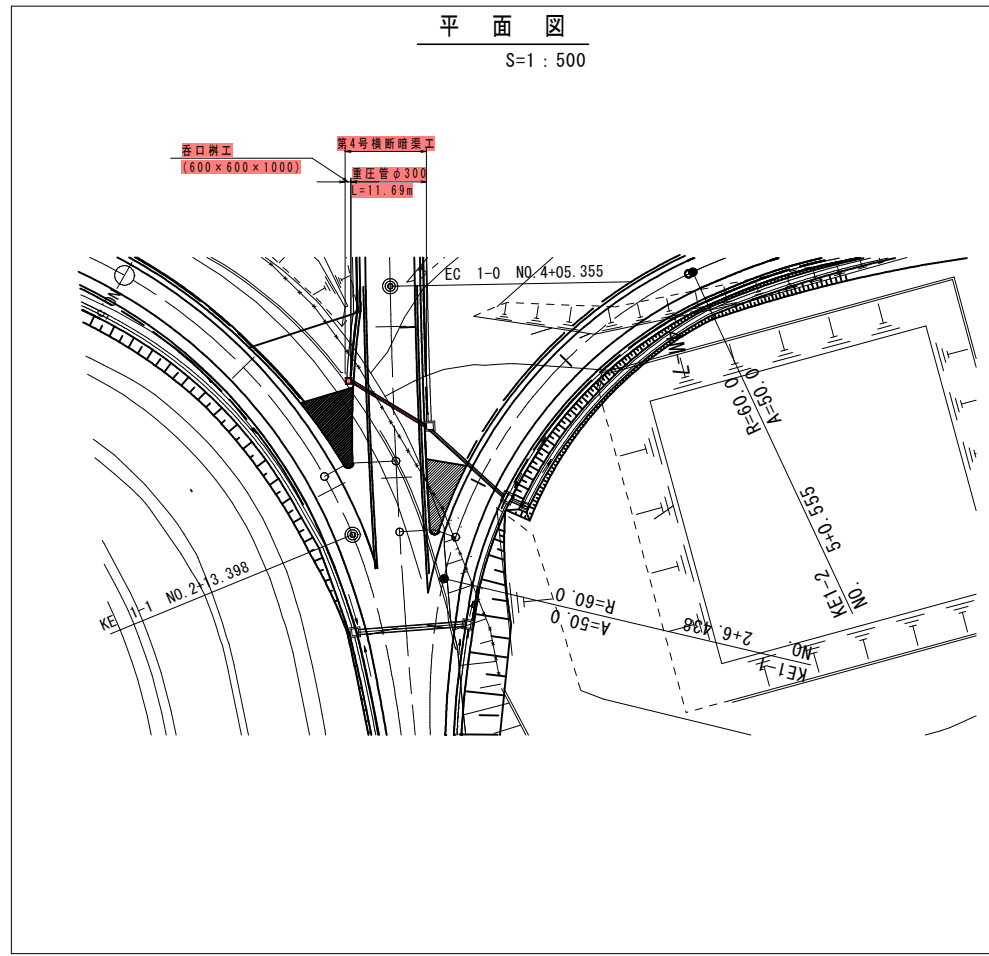 平 面 図
S=1 : 500
第4号横断暗渠工
呑口桝工
(600×600×1000)
重圧管φ300
L=11.69m
EC 1-0 NO.4+05.355
R=60.0
A=50.0
KE 1-1 NO.2+13.398
5+0.555
KE1-2
NO.
R=60.0
A=50.0
2+6.438
NO.
KE1-1